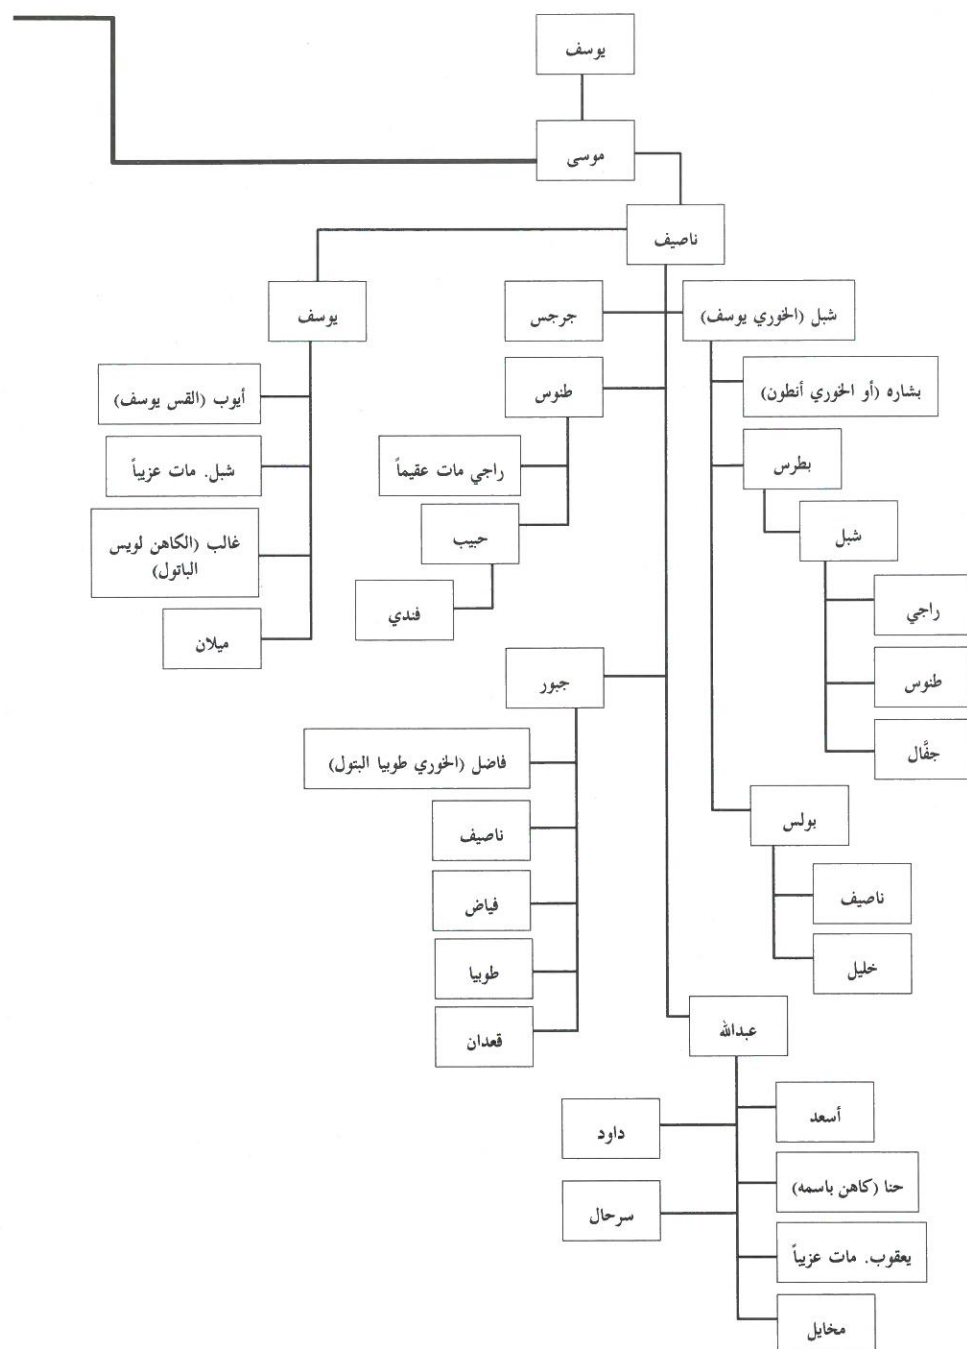 يوسف
موسى
ناصيف
شبل (الخوري يوسف)
جرجس
يوسف
بشاره (أو الخوري أنطون)
طنوس
أيوب (القس يوسف)
بطرس
راجي مات عقيماً
شبل. مات عزيباً
شبل
حبيب
غالب (الكاهن لويس
الباتول)
راجي
فندي
ميلان
طنوس
جبور
جفَّال
فاضل (الخوري طوبيا البتول)
بولس
ناصيف
ناصيف
فياض
خليل
طوبيا
عبدالله
قعدان
أسعد
داود
حنا (كاهن باسمه)
سرحال
يعقوب. مات عزيباً
مخايل